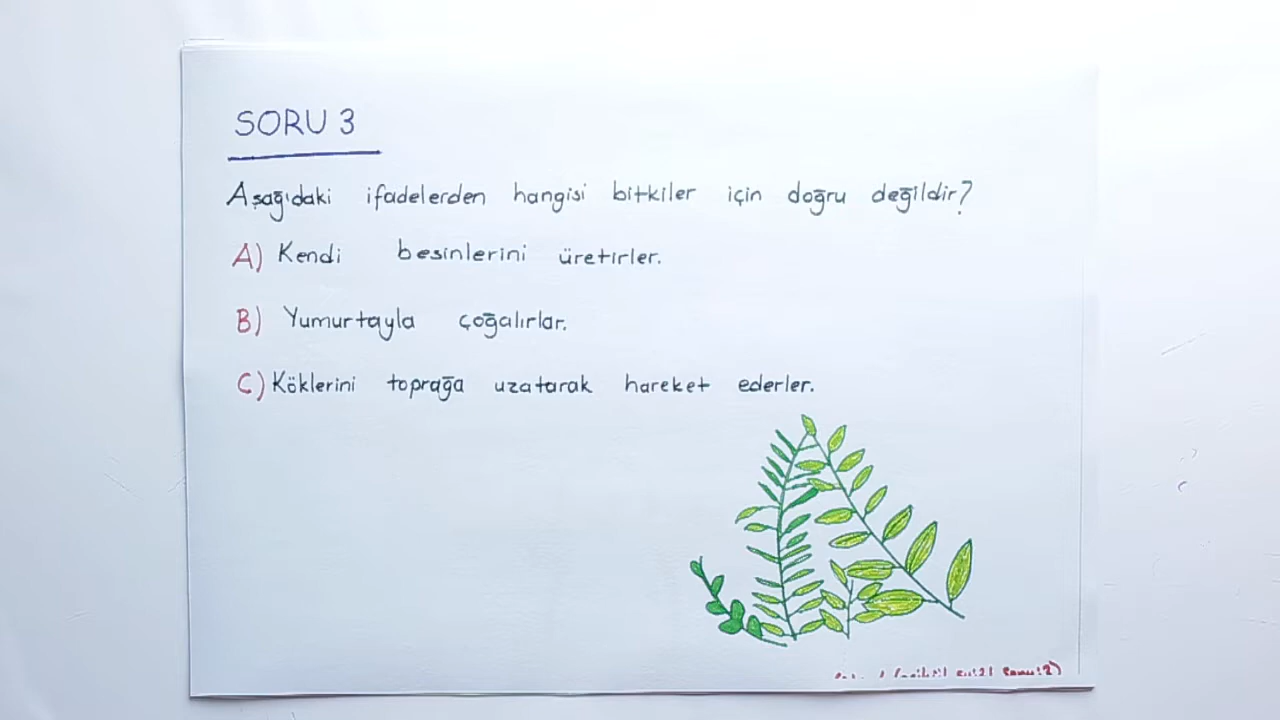 SORU 3
Aşağıdaki ifadelerden hangisi bitkiler için doğru değildir?
A) Kendi besinlerini üretirler.
B) Yumurtayla çoğalırlar.
C) Köklerini toprağa uzatarak hareket ederler.